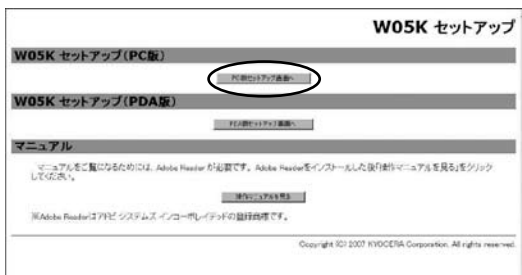 W05K セットアップ
W05K セットアップ(PC版)
PC版セットアップ画面へ
W05K セットアップ(PDA版)
PDA版セットアップ画面へ
マニュアル
マニュアルをご覧になるためには、Adobe Reader が必要です。Adobe Readerをインストールした後「操作マニュアルを見る」をクリック
してください。
操作マニュアルを見る
※Adobe Readerはアドビ システムズ インコーポレイテッドの登録商標です。
Copyright (C) 2007 KYOCERA Corporation. All rights reserved.